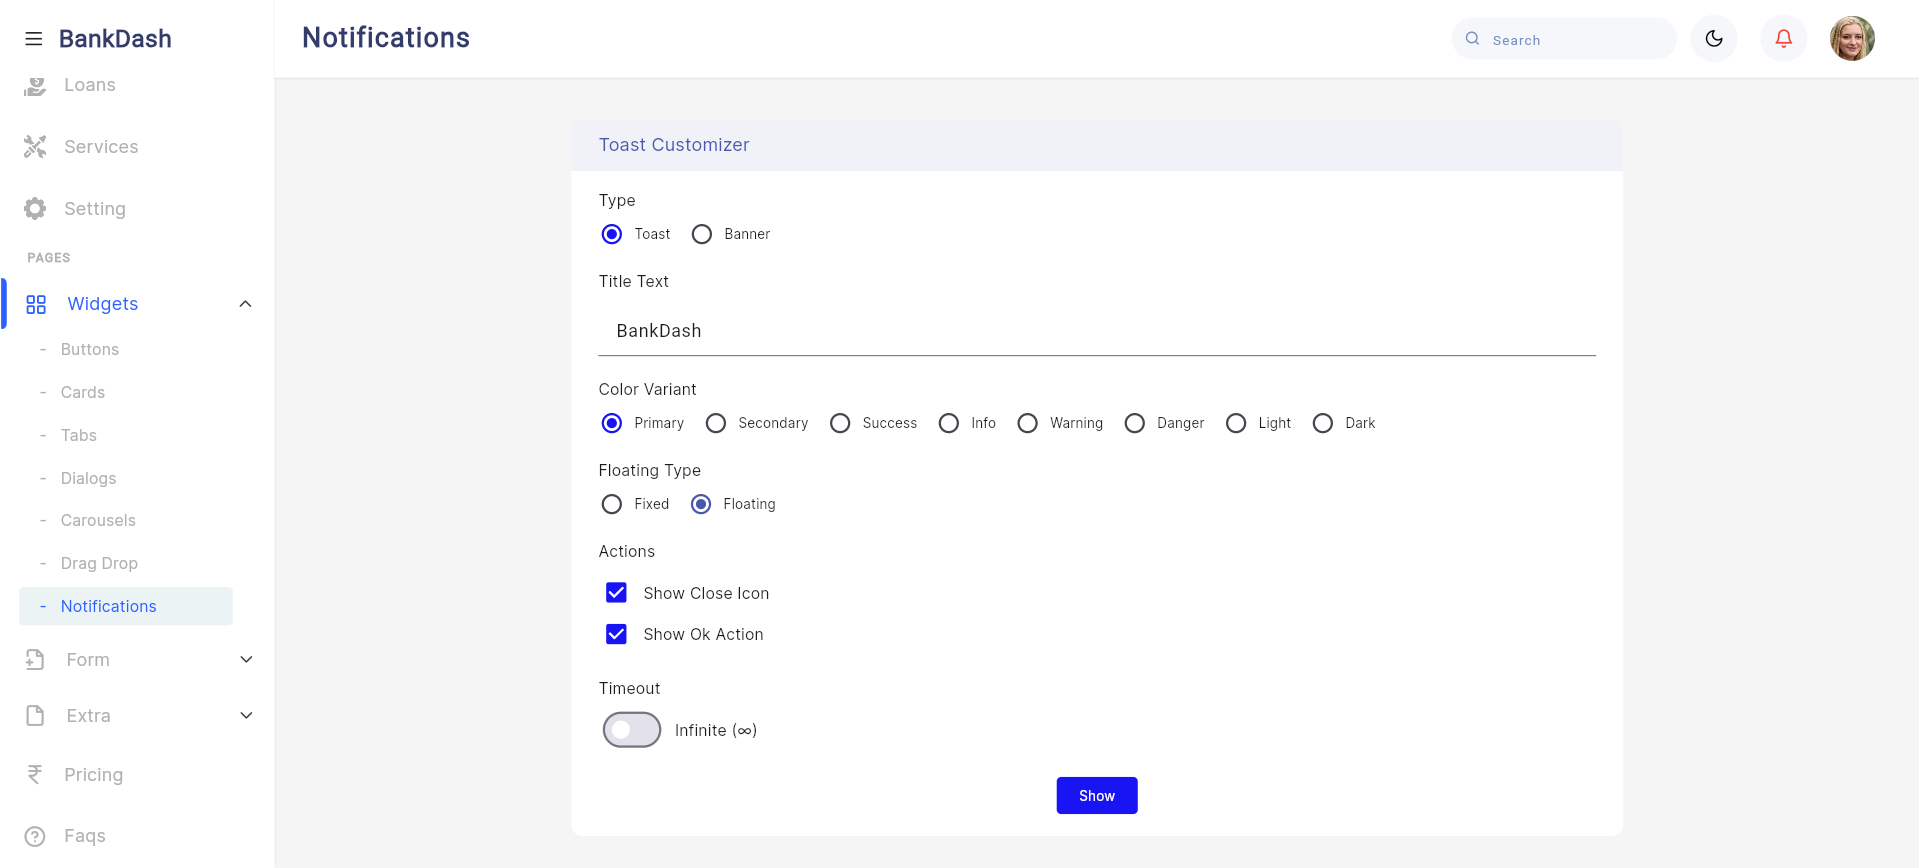 BankDash
Notifications
Search
Loans
Services
Setting
PAGES
Widgets
- Buttons
- Cards
- Tabs
- Dialogs
- Carousels
- Drag Drop
- Notifications
Form
Extra
Pricing
Faqs
Toast Customizer
Type
Toast Banner
Title Text
BankDash
Color Variant
Primary Secondary Success Info Warning Danger Light Dark
Floating Type
Fixed Floating
Actions
Show Close Icon
Show Ok Action
Timeout
Infinite (∞)
Show